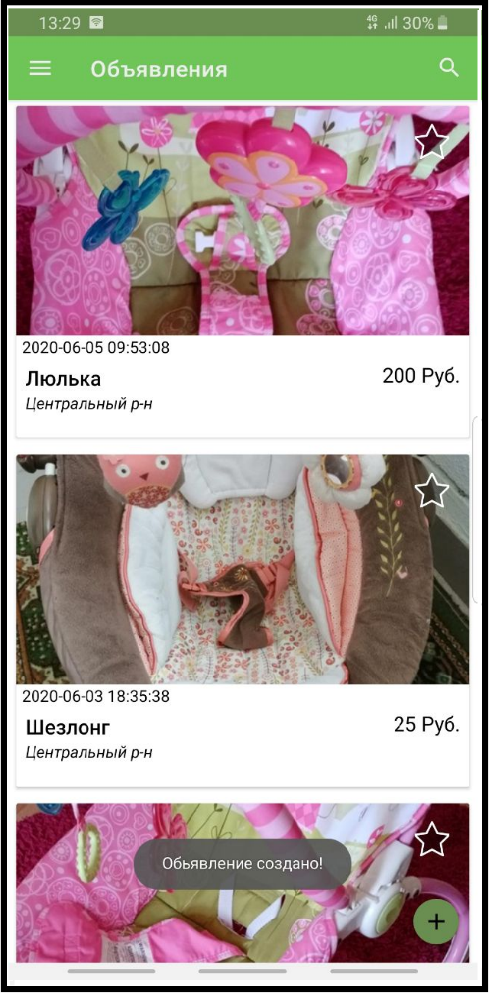 13:29 4G 30%
Объявления
2020-06-05 09:53:08
Люлька 200 Руб.
Центральный р-н
2020-06-03 18:35:38
Шезлонг 25 Руб.
Центральный р-н
Обьявление создано!
+